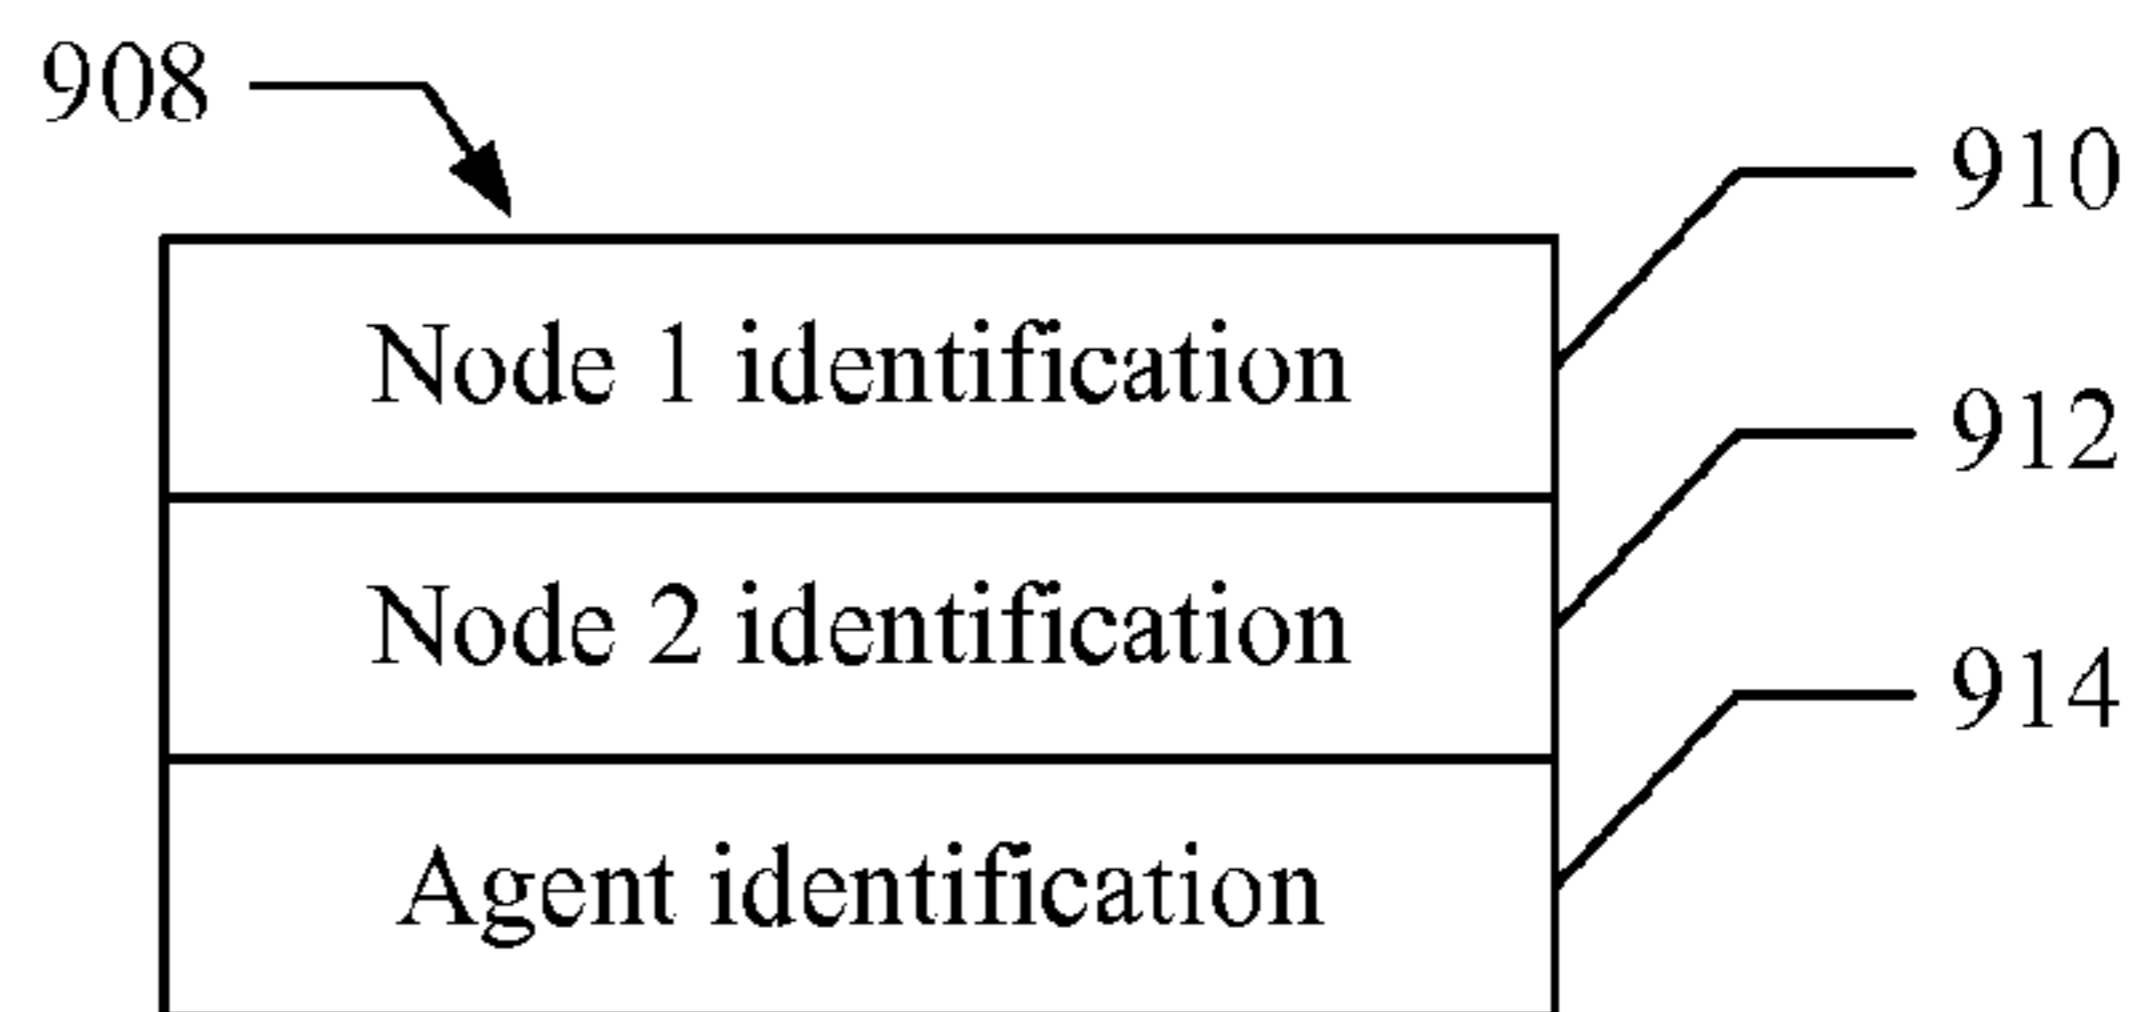 908
910
Node 1 identification
912
Node 2 identification
914
Agent identification